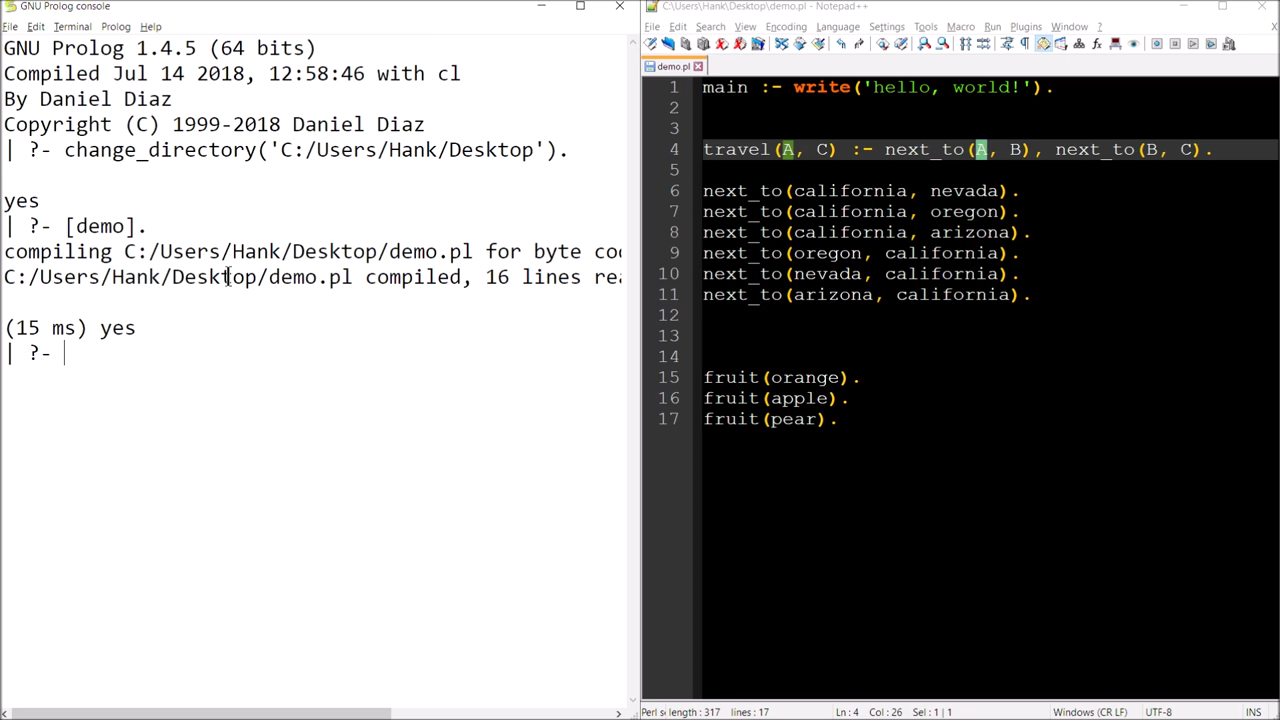 GNU Prolog console
File Edit Terminal Prolog Help
GNU Prolog 1.4.5 (64 bits)
Compiled Jul 14 2018, 12:58:46 with cl
By Daniel Diaz
Copyright (C) 1999-2018 Daniel Diaz
| ?- change_directory('C:/Users/Hank/Desktop').
yes
| ?- [demo].
compiling C:/Users/Hank/Desktop/demo.pl for byte co
C:/Users/Hank/Desktop/demo.pl compiled, 16 lines rea
(15 ms) yes
| ?-
C:\Users\Hank\Desktop\demo.pl - Notepad++
File Edit Search View Encoding Language Settings Tools Macro Run Plugins Window ?
demo.pl
1 main :- write('hello, world!').
2
3
4 travel(A, C) :- next_to(A, B), next_to(B, C).
6 next_to(california, nevada).
7 next_to(california, oregon).
8 next_to(california, arizona).
9 next_to(oregon, california).
10 next_to(nevada, california).
11 next_to(arizona, california).
12
13
14
15 fruit(orange).
16 fruit(apple).
17 fruit(pear).
Perl s length : 317 lines : 17 Ln : 4 Col : 26 Sel : 1 | 1 Windows (CR LF) UTF-8 INS